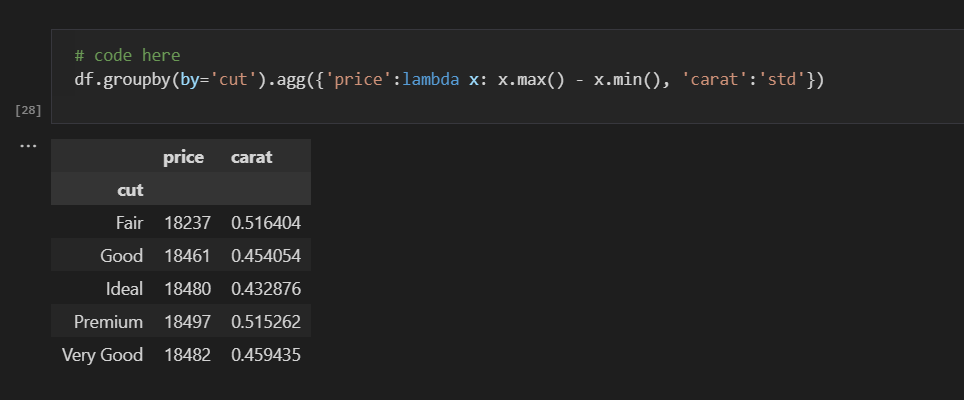 # code here
df.groupby(by='cut').agg({'price':lambda x: x.max() - x.min(), 'carat':'std'})
[28]
...
price carat
cut
Fair 18237 0.516404
Good 18461 0.454054
Ideal 18480 0.432876
Premium 18497 0.515262
Very Good 18482 0.459435